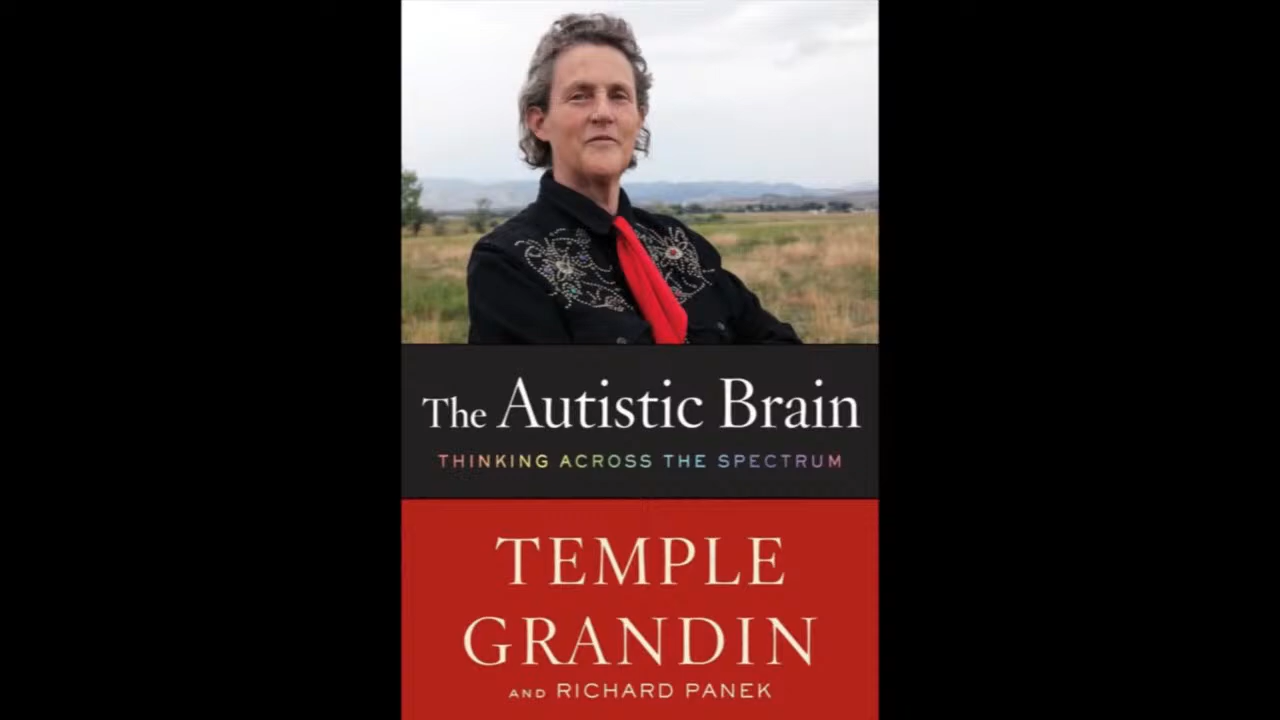 The Autistic Brain
THINKING ACROSS THE SPECTRUM
TEMPLE
GRANDIN
AND RICHARD PANEK